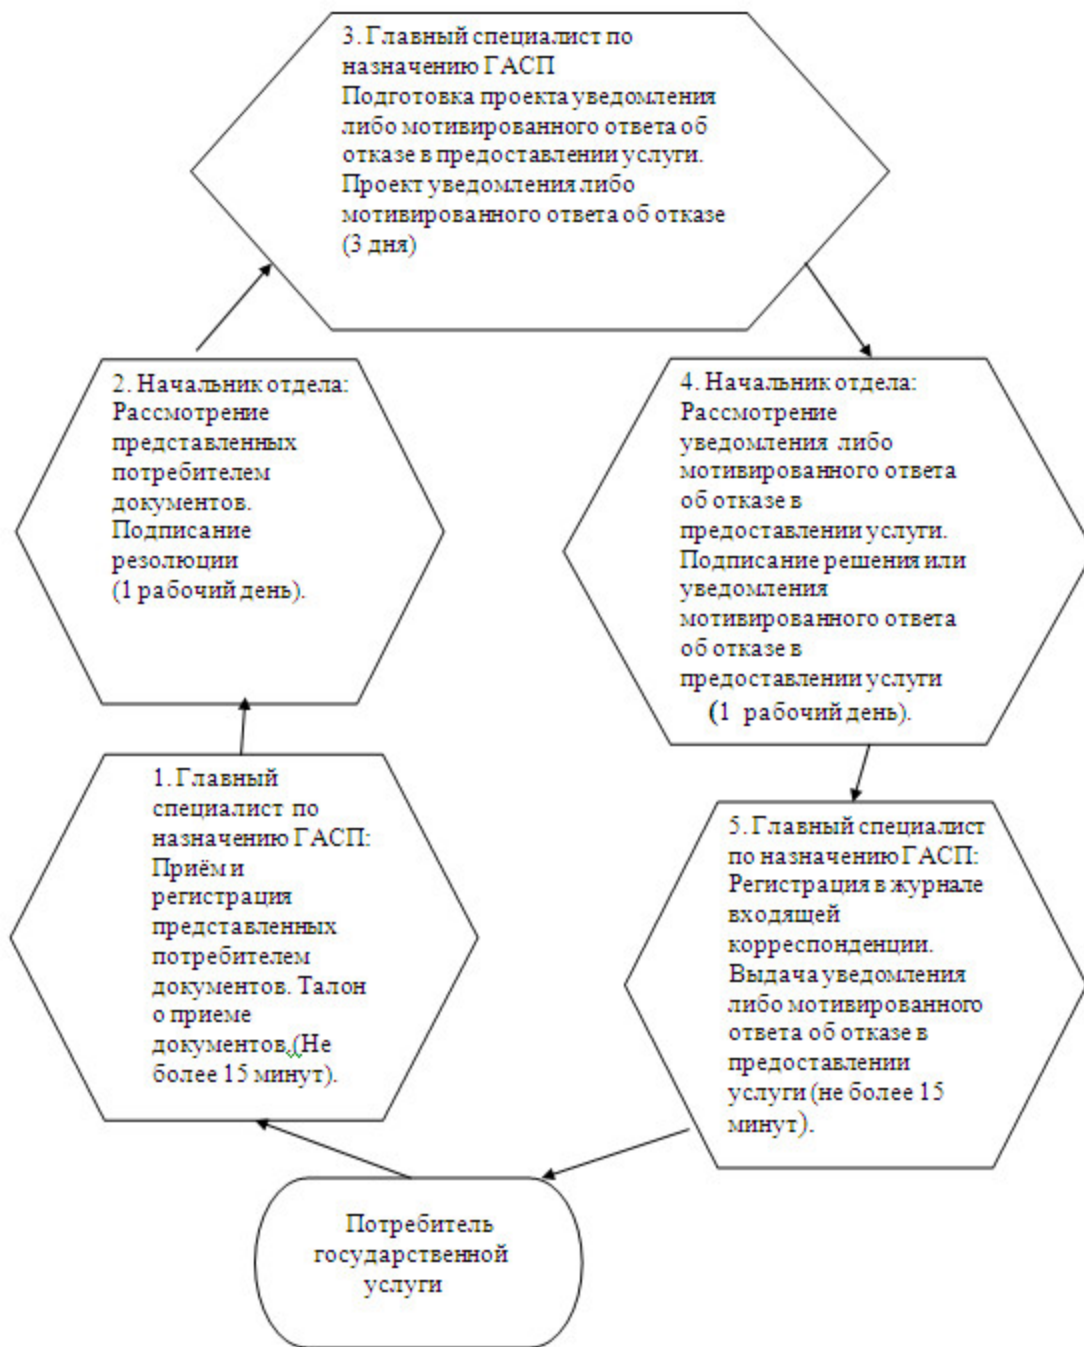 3. Главный специалист по
назначению ГАСП
Подготовка проекта уведомления
либо мотивированного ответа об
отказе в предоставлении услуги.
Проект уведомления либо
мотивированного ответа об отказе
(3 дня)
2. Начальник отдела:
Рассмотрение
представленных
потребителем
документов.
Подписание
резолюции
(1 рабочий день).
4. Начальник отдела:
Рассмотрение
уведомления либо
мотивированного ответа
об отказе в
предоставлении услуги.
Подписание решения или
уведомления
мотивированного ответа
об отказе в
предоставлении услуги
(1 рабочий день).
1. Главный
специалист по
назначению ГАСП:
Приём и
регистрация
представленных
потребителем
документов. Талон
о приеме
документов.(Не
более 15 минут).
5. Главный специалист
по назначению ГАСП:
Регистрация в журнале
входящей
корреспонденции.
Выдача уведомления
либо мотивированного
ответа об отказе в
предоставлении
услуги (не более 15
минут).
Потребитель
государственной
услуги